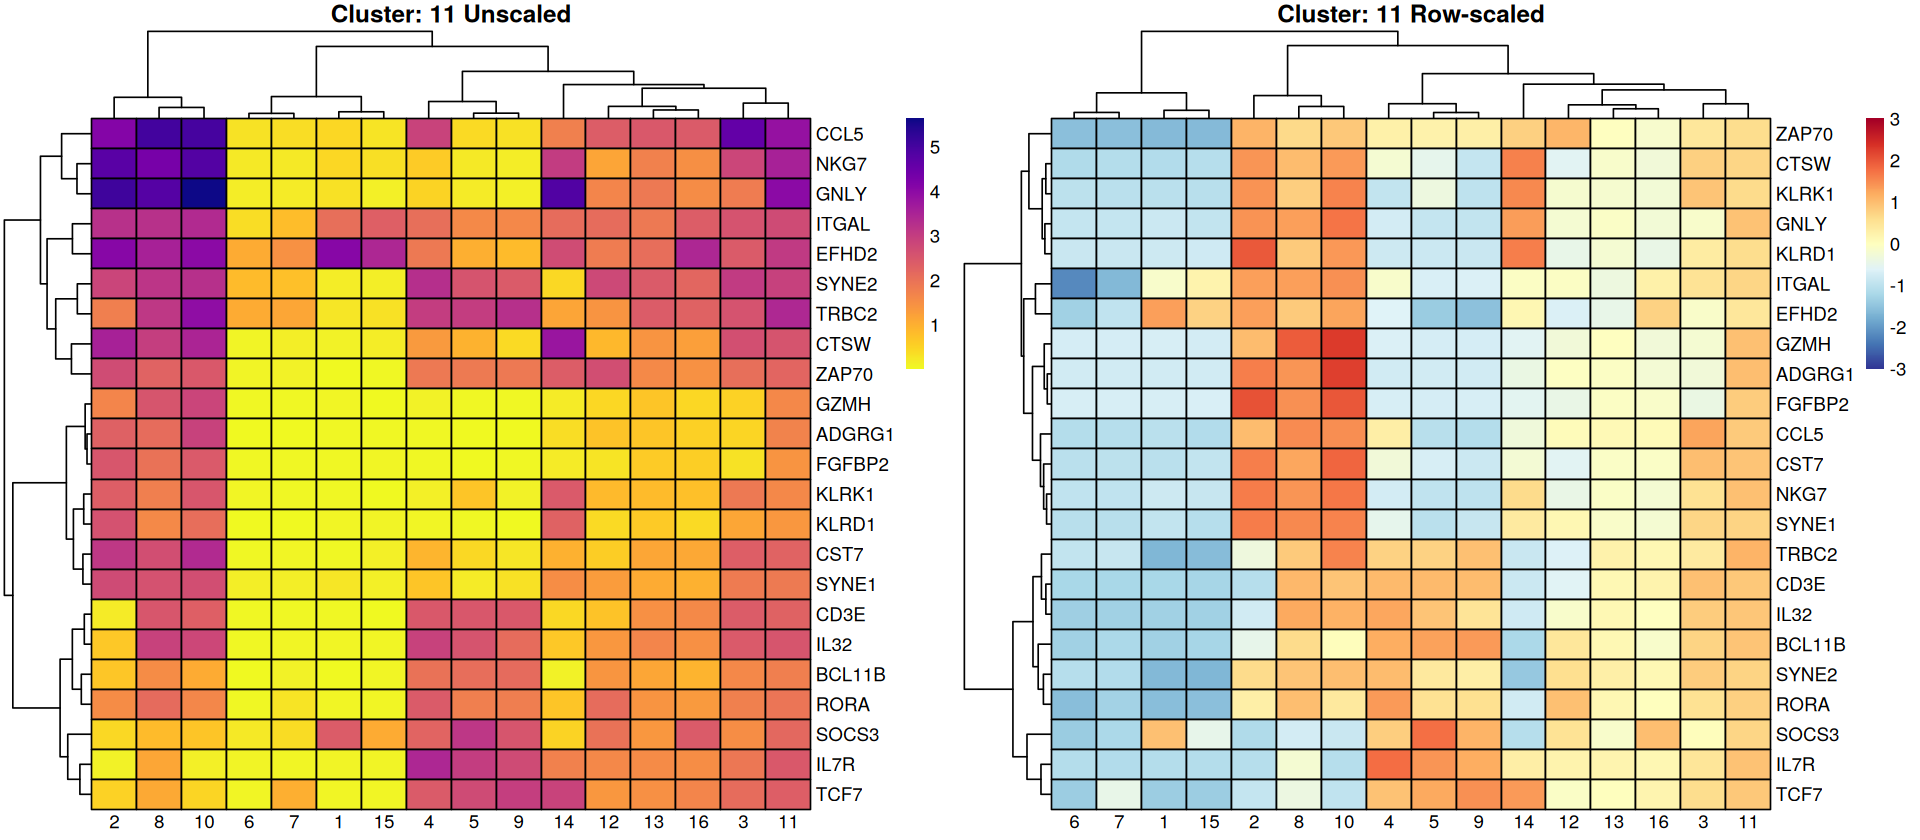 Cluster: 11 Unscaled
CCL5
NKG7
GNLY
ITGAL
EFHD2
SYNE2
TRBC2
CTSW
ZAP70
GZMH
ADGRG1
FGFBP2
KLRK1
KLRD1
CST7
SYNE1
CD3E
IL32
BCL11B
RORA
SOCS3
IL7R
TCF7
2 8 10 6 7 1 15 4 5 9 14 12 13 16 3 11
5
4
3
2
1
Cluster: 11 Row-scaled
ZAP70
CTSW
KLRK1
GNLY
KLRD1
ITGAL
EFHD2
GZMH
ADGRG1
FGFBP2
CCL5
CST7
NKG7
SYNE1
TRBC2
CD3E
IL32
BCL11B
SYNE2
RORA
SOCS3
IL7R
TCF7
6 7 1 15 2 8 10 4 5 9 14 12 13 16 3 11
3
2
1
0
-1
-2
-3